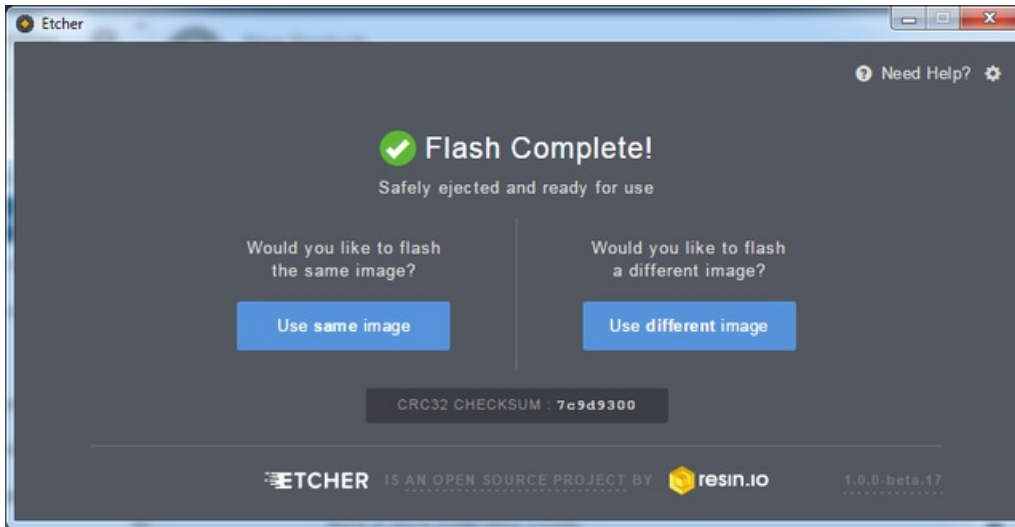 Etcher
Need Help?
Flash Complete!
Safely ejected and ready for use
Would you like to flash
the same image?
Use same image
Would you like to flash
a different image?
Use different image
CRC32 CHECKSUM : 7c9d9300
ETCHER IS AN OPEN SOURCE PROJECT BY resin.io 1.0.0-beta.17